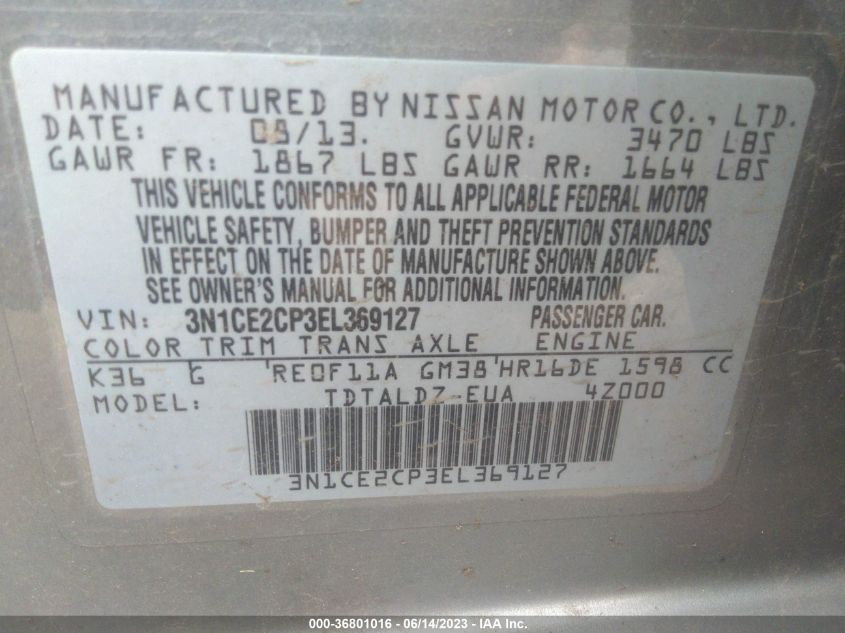 MANUFACTURED BY NISSAN MOTOR CO., LTD.
DATE: 08/13. GVWR: 3470 LBS
GAWR FR: 1867 LBS GAWR RR: 1664 LBS
THIS VEHICLE CONFORMS TO ALL APPLICABLE FEDERAL MOTOR
VEHICLE SAFETY, BUMPER AND THEFT PREVENTION STANDARDS
IN EFFECT ON THE DATE OF MANUFACTURE SHOWN ABOVE.
SEE OWNER'S MANUAL FOR ADDITIONAL INFORMATION.
VIN: 3N1CE2CP3EL369127 PASSENGER CAR.
COLOR TRIM TRANS AXLE ENGINE
K36 G RE0F11A GM38 HR16DE 1598 CC
MODEL: TDTALDZ-EUA 4Z000
3N1CE2CP3EL369127
000-36801016 - 06/14/2023 - IAA Inc.